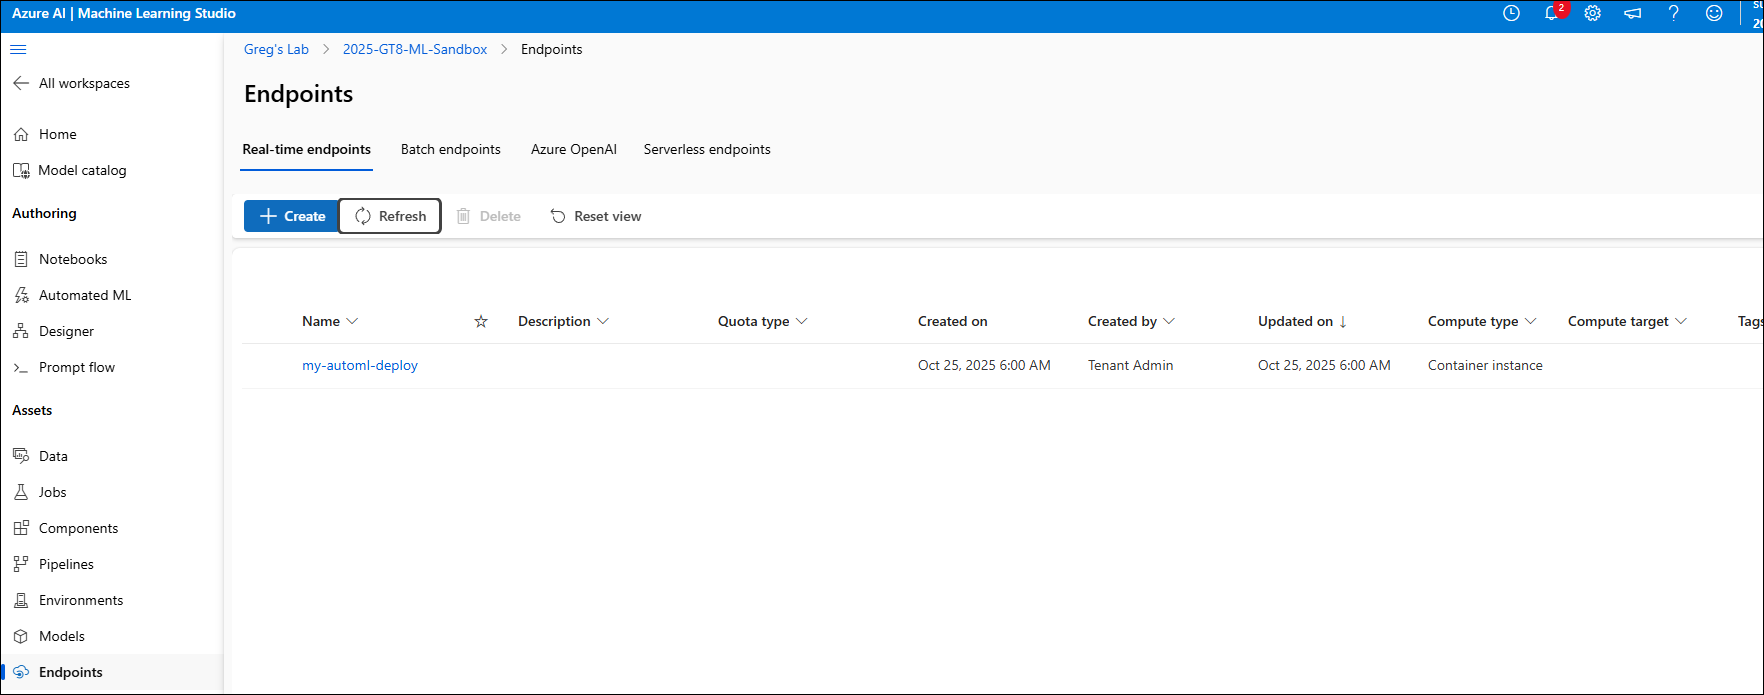 Azure AI | Machine Learning Studio
2
Greg's Lab > 2025-GT8-ML-Sandbox > Endpoints
All workspaces
Endpoints
Home
Model catalog
Real-time endpoints Batch endpoints Azure OpenAI Serverless endpoints
Authoring
Create Refresh Delete Reset view
Notebooks
Automated ML
Designer
Prompt flow
Name Description Quota type Created on Created by Updated on ↓ Compute type Compute target Tags
my-automl-deploy Oct 25, 2025 6:00 AM Tenant Admin Oct 25, 2025 6:00 AM Container instance
Assets
Data
Jobs
Components
Pipelines
Environments
Models
Endpoints